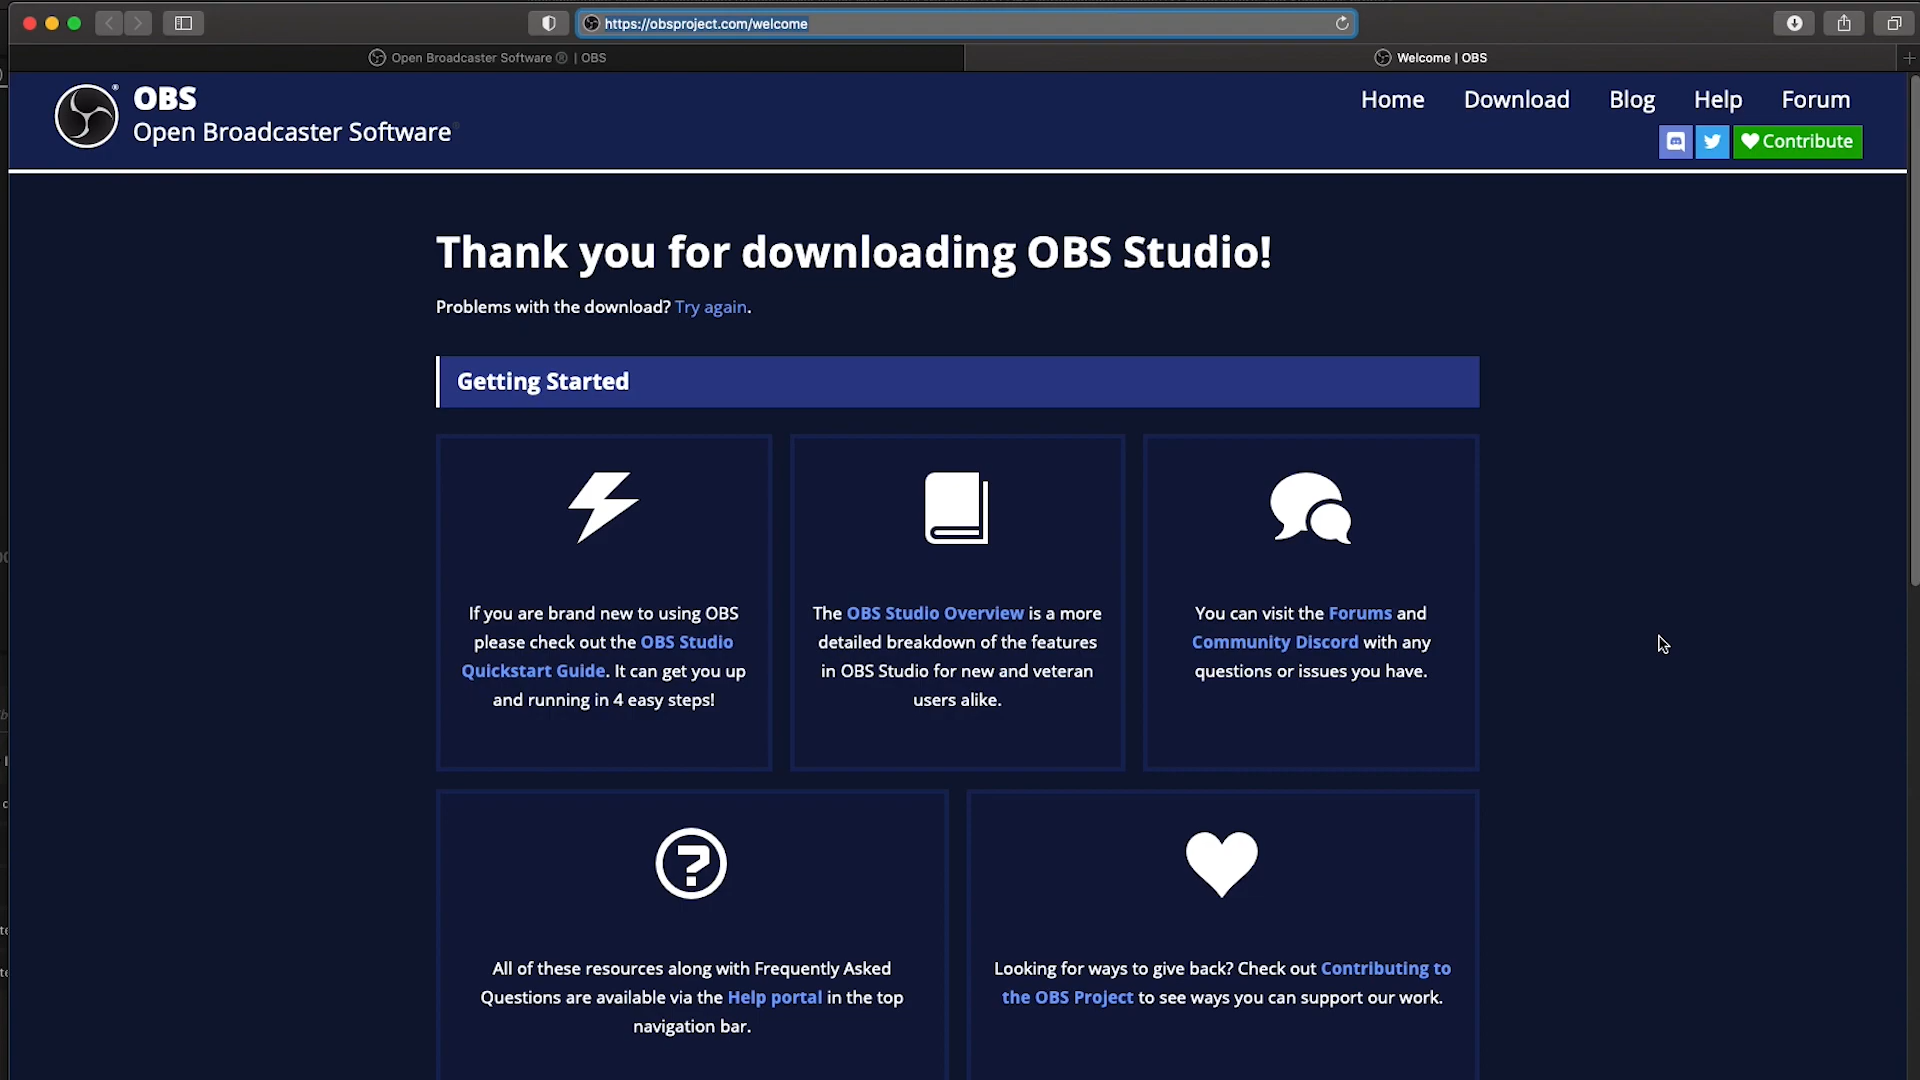 https://obsproject.com/welcome
Open Broadcaster Software ® | OBS
Welcome | OBS
OBS
Open Broadcaster Software
Home Download Blog Help Forum
Contribute
Thank you for downloading OBS Studio!
Problems with the download? Try again.
Getting Started
If you are brand new to using OBS
please check out the OBS Studio
Quickstart Guide. It can get you up
and running in 4 easy steps!
The OBS Studio Overview is a more
detailed breakdown of the features
in OBS Studio for new and veteran
users alike.
You can visit the Forums and
Community Discord with any
questions or issues you have.
All of these resources along with Frequently Asked
Questions are available via the Help portal in the top
navigation bar.
Looking for ways to give back? Check out Contributing to
the OBS Project to see ways you can support our work.